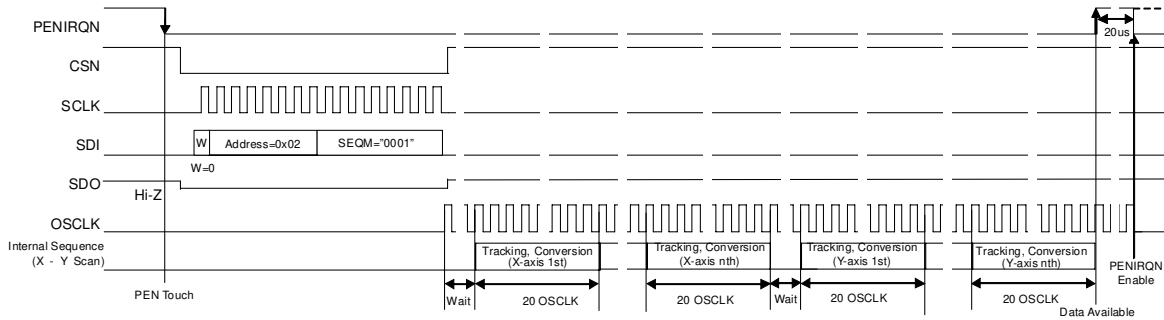 PENIRQN
20us
CSN
SCLK
SDI
W
Address=0x02
SEQM="0001"
W=0
SDO
Hi-Z
OSCLK
Internal Sequence
(X - Y Scan)
Tracking, Conversion
(X-axis 1st)
Tracking, Conversion
(X-axis nth)
Tracking, Conversion
(Y-axis 1st)
Tracking, Conversion
(Y-axis nth)
PENIRQN
Enable
PEN Touch
Wait
20 OSCLK
20 OSCLK
Wait
20 OSCLK
20 OSCLK
Data Available